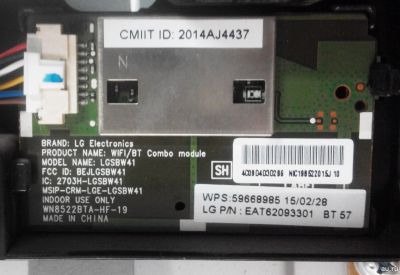 CMIIT ID: 2014AJ4437
N
BRAND: LG Electronics
PRODUCT NAME: WIFI/BT Combo module
MODEL NAME: LGSBW41
FCC ID: BEJLGSBW41
IC: 2703H-LGSBW41
MSIP-CRM-LGE-LGSBW41
INDOOR USE ONLY
WN8522BTA-HF-19
MADE IN CHINA
SH
WPS:59668985 15/02/28
LG P/N : EAT62093301 BT 57
au.ru